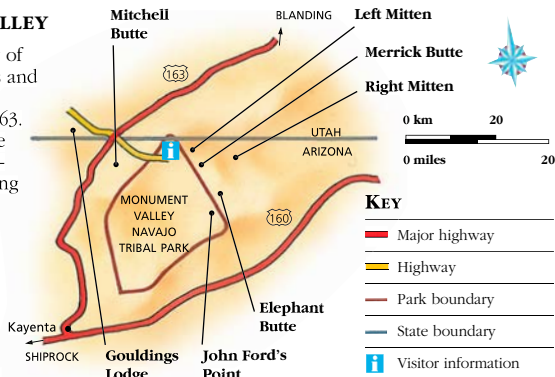 LLEY
of
s and
63.
e
-
ng
Mitchell
Butte
BLANDING
Left Mitten
Merrick Butte
Right Mitten
163
0 km 20
0 miles 20
UTAH
ARIZONA
MONUMENT
VALLEY
NAVAJO
TRIBAL PARK
160
KEY
Major highway
Highway
Park boundary
State boundary
Visitor information
Elephant
Butte
Kayenta
SHIPROCK
Gouldings
Lodge
John Ford's
Point